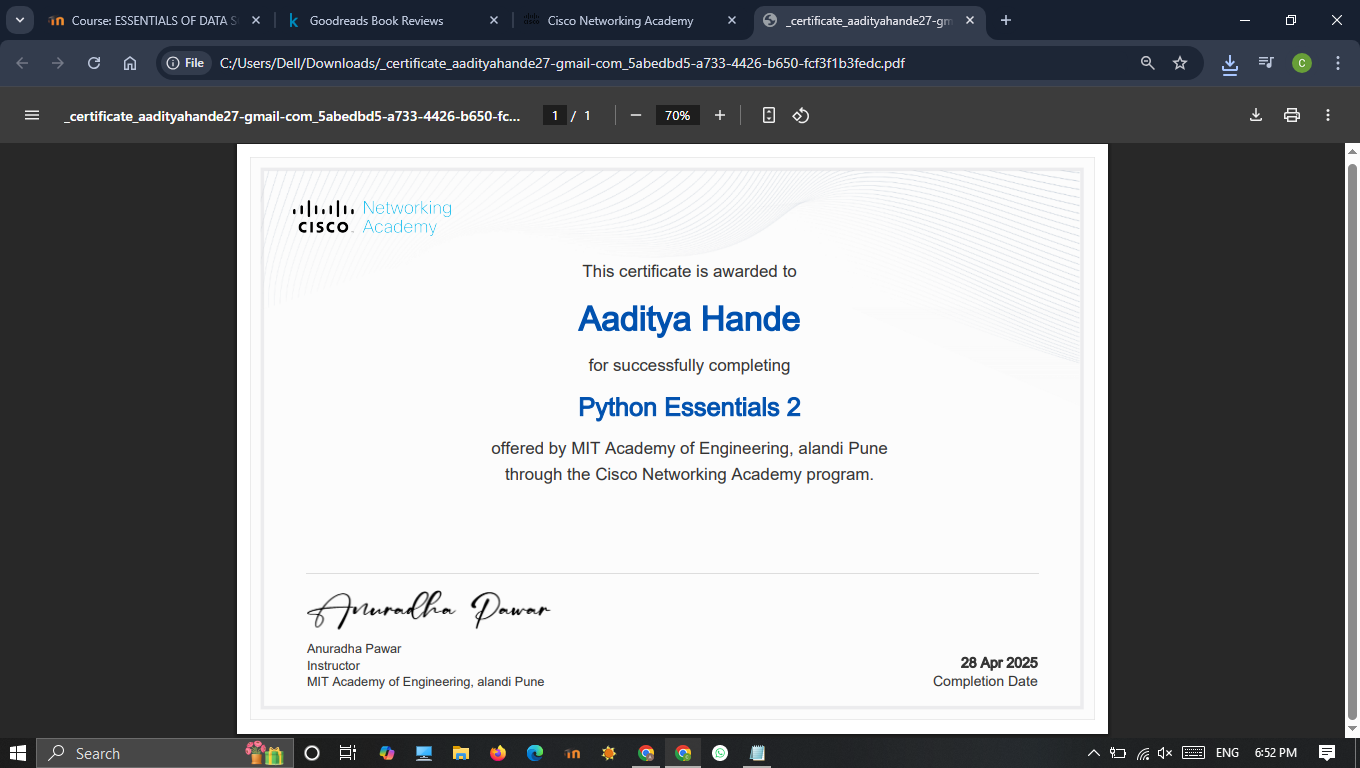 Course: ESSENTIALS OF DATA S
Goodreads Book Reviews
Cisco Networking Academy
_certificate_aadityahande27-gm
File
C:/Users/Dell/Downloads/_certificate_aadityahande27-gmail-com_5abedbd5-a733-4426-b650-fcf3f1b3fedc.pdf
C
_certificate_aadityahande27-gmail-com_5abedbd5-a733-4426-b650-fc...
1 / 1
70%
CISCO Networking Academy
This certificate is awarded to
Aaditya Hande
for successfully completing
Python Essentials 2
offered by MIT Academy of Engineering, alandi Pune
through the Cisco Networking Academy program.
Anuradha Pawar
Anuradha Pawar
Instructor
MIT Academy of Engineering, alandi Pune
28 Apr 2025
Completion Date
Search
ENG
6:52 PM